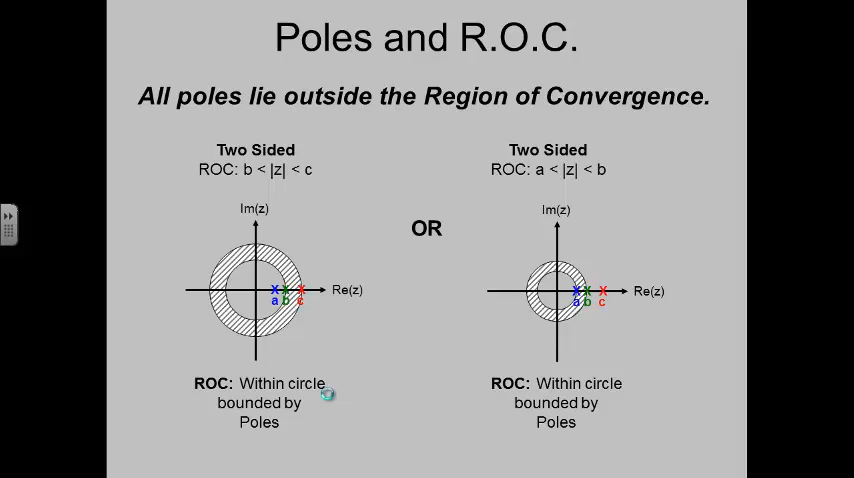 Poles and R.O.C.
All poles lie outside the Region of Convergence.
Two Sided
ROC: b < |z| < c
Im(z)
Re(z)
X X X
a b c
ROC: Within circle
bounded by
Poles
OR
Two Sided
ROC: a < |z| < b
Im(z)
Re(z)
X X X
a b c
ROC: Within circle
bounded by
Poles